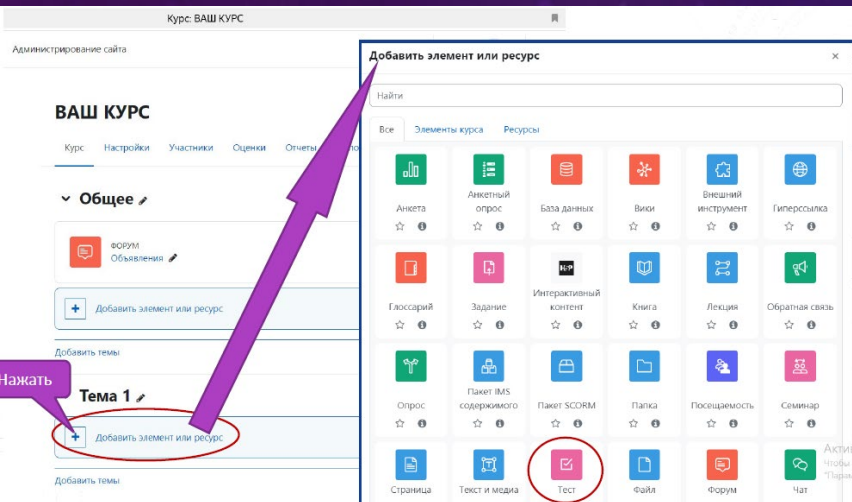 Курс: ВАШ КУРС
Администрирование сайта
ВАШ КУРС
Курс Настройки Участники Оценки Отчеты
Общее
ФОРУМ
Объявления
Добавить элемент или ресурс
Добавить темы
Нажать
Тема 1
Добавить элемент или ресурс
Добавить темы
Добавить элемент или ресурс
Найти
Все Элементы курса Ресурсы
Анкета
Анкетный
опрос
База данных
Вики
Внешний
инструмент
Гиперссылка
Глоссарий
Задание
H-P
Интерактивный
контент
Книга
Лекция
Обратная связь
Опрос
Пакет IMS
содержимого
Пакет SCORM
Папка
Посещаемость
Семинар
Страница
Текст и медиа
Тест
Файл
Форум
Чат
Чтобы